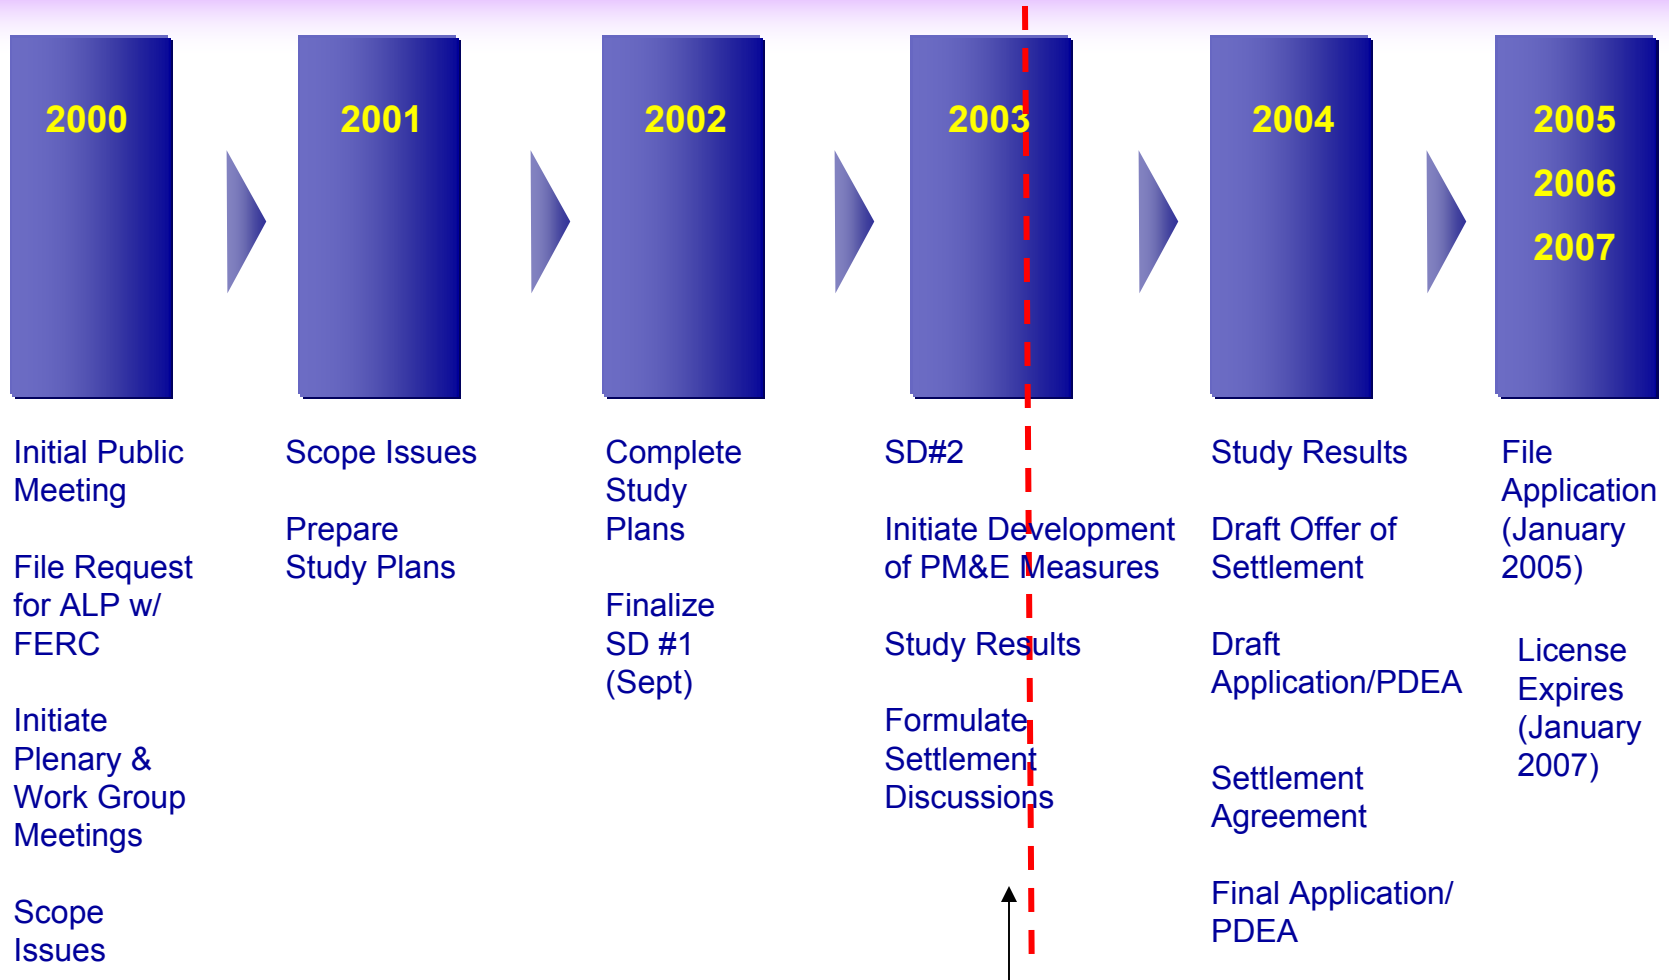 2000
2001
2002
2003
2004
2005
2006
2007
Initial Public
Meeting
File Request
for ALP w/
FERC
Initiate
Plenary &
Work Group
Meetings
Scope
Issues
Scope Issues
Prepare
Study Plans
Complete
Study
Plans
Finalize
SD #1
(Sept)
SD#2
Initiate Development
of PM&E Measures
Study Results
Formulate
Settlement
Discussions
Study Results
Draft Offer of
Settlement
Draft
Application/PDEA
Settlement
Agreement
Final Application/
PDEA
File
Application
(January
2005)
License
Expires
(January
2007)